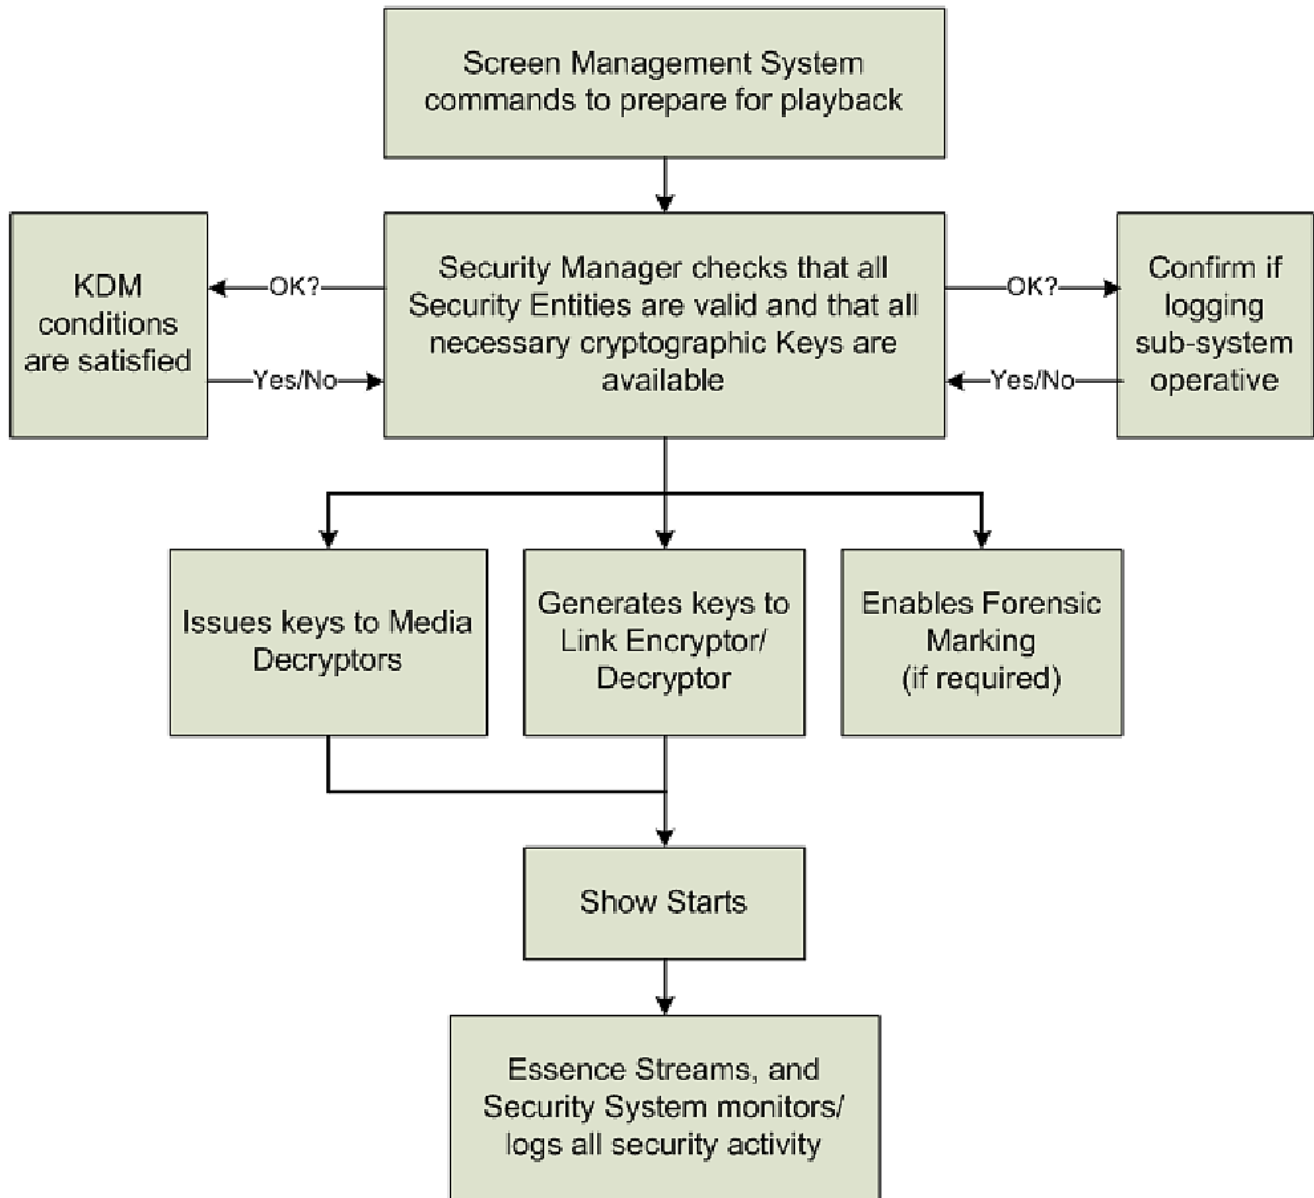 Screen Management System
commands to prepare for playback
KDM
conditions
are satisfied
OK?
Yes/No
Security Manager checks that all
Security Entities are valid and that all
necessary cryptographic Keys are
available
OK?
Yes/No
Confirm if
logging
sub-system
operative
Issues keys to Media
Decryptors
Generates keys to
Link Encryptor/
Decryptor
Enables Forensic
Marking
(if required)
Show Starts
Essence Streams, and
Security System monitors/
logs all security activity